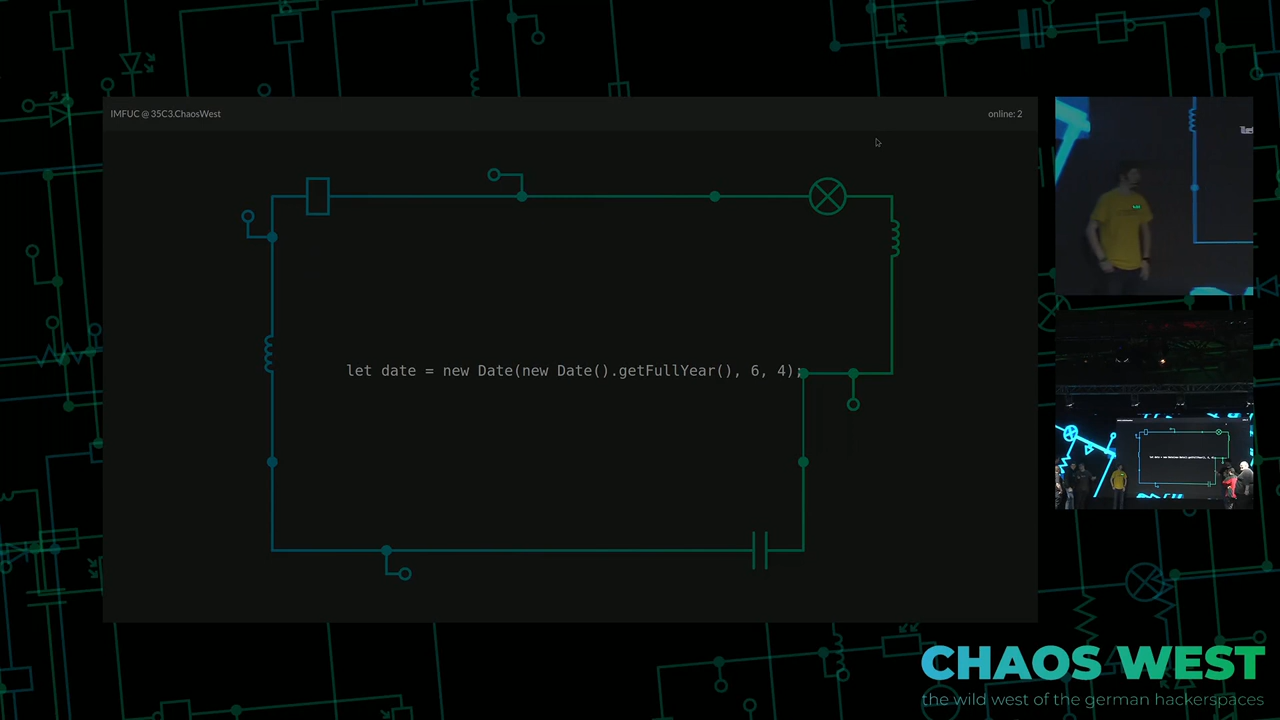 IMFUC @ 35C3.ChaosWest
online: 2
let date = new Date(new Date().getFullYear(), 6, 4);
CHAOS WEST
the wild west of the german hackerspaces